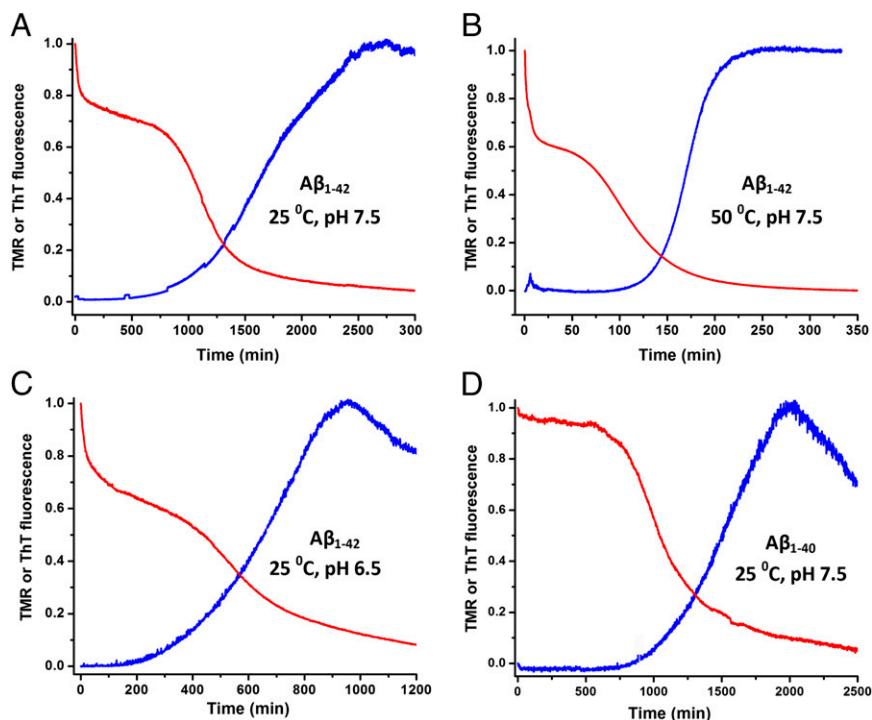 A
TMR or ThT fluorescence
1.0
0.8
0.6
0.4
0.2
0.0
Aβ1-42
25 ⁰C, pH 7.5
0 500 1000 1500 2000 2500 300
Time (min)
B
TMR or ThT fluorescence
1.0
0.8
0.6
0.4
0.2
0.0
Aβ1-42
50 ⁰C, pH 7.5
0 50 100 150 200 250 300 350
Time (min)
C
TMR or ThT fluorescence
1.0
0.8
0.6
0.4
0.2
0.0
Aβ1-42
25 ⁰C, pH 6.5
0 200 400 600 800 1000 1200
Time (min)
D
TMR or ThT fluorescence
1.0
0.8
0.6
0.4
0.2
0.0
Aβ1-40
25 ⁰C, pH 7.5
0 500 1000 1500 2000 2500
Time (min)